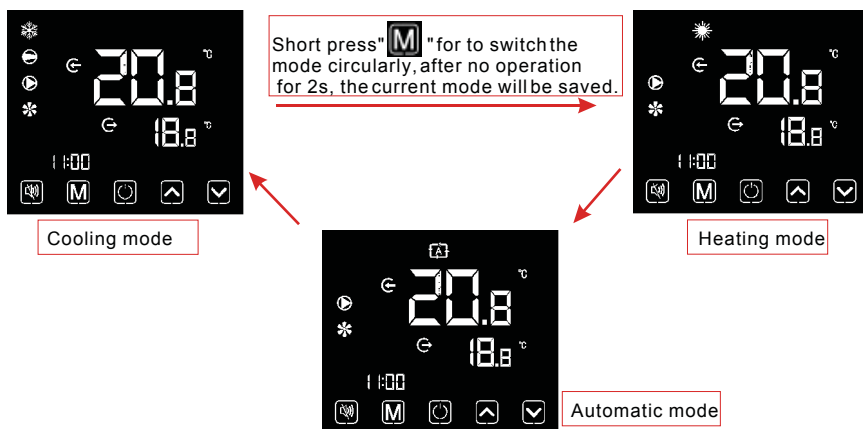 20.8 ℃
18.8 ℃
11:00
M
Cooling mode
Short press" M "for to switch the
mode circularly, after no operation
for 2s, the current mode will be saved.
20.8 ℃
18.8 ℃
11:00
M
Heating mode
A
20.8 ℃
18.8 ℃
11:00
M
Automatic mode